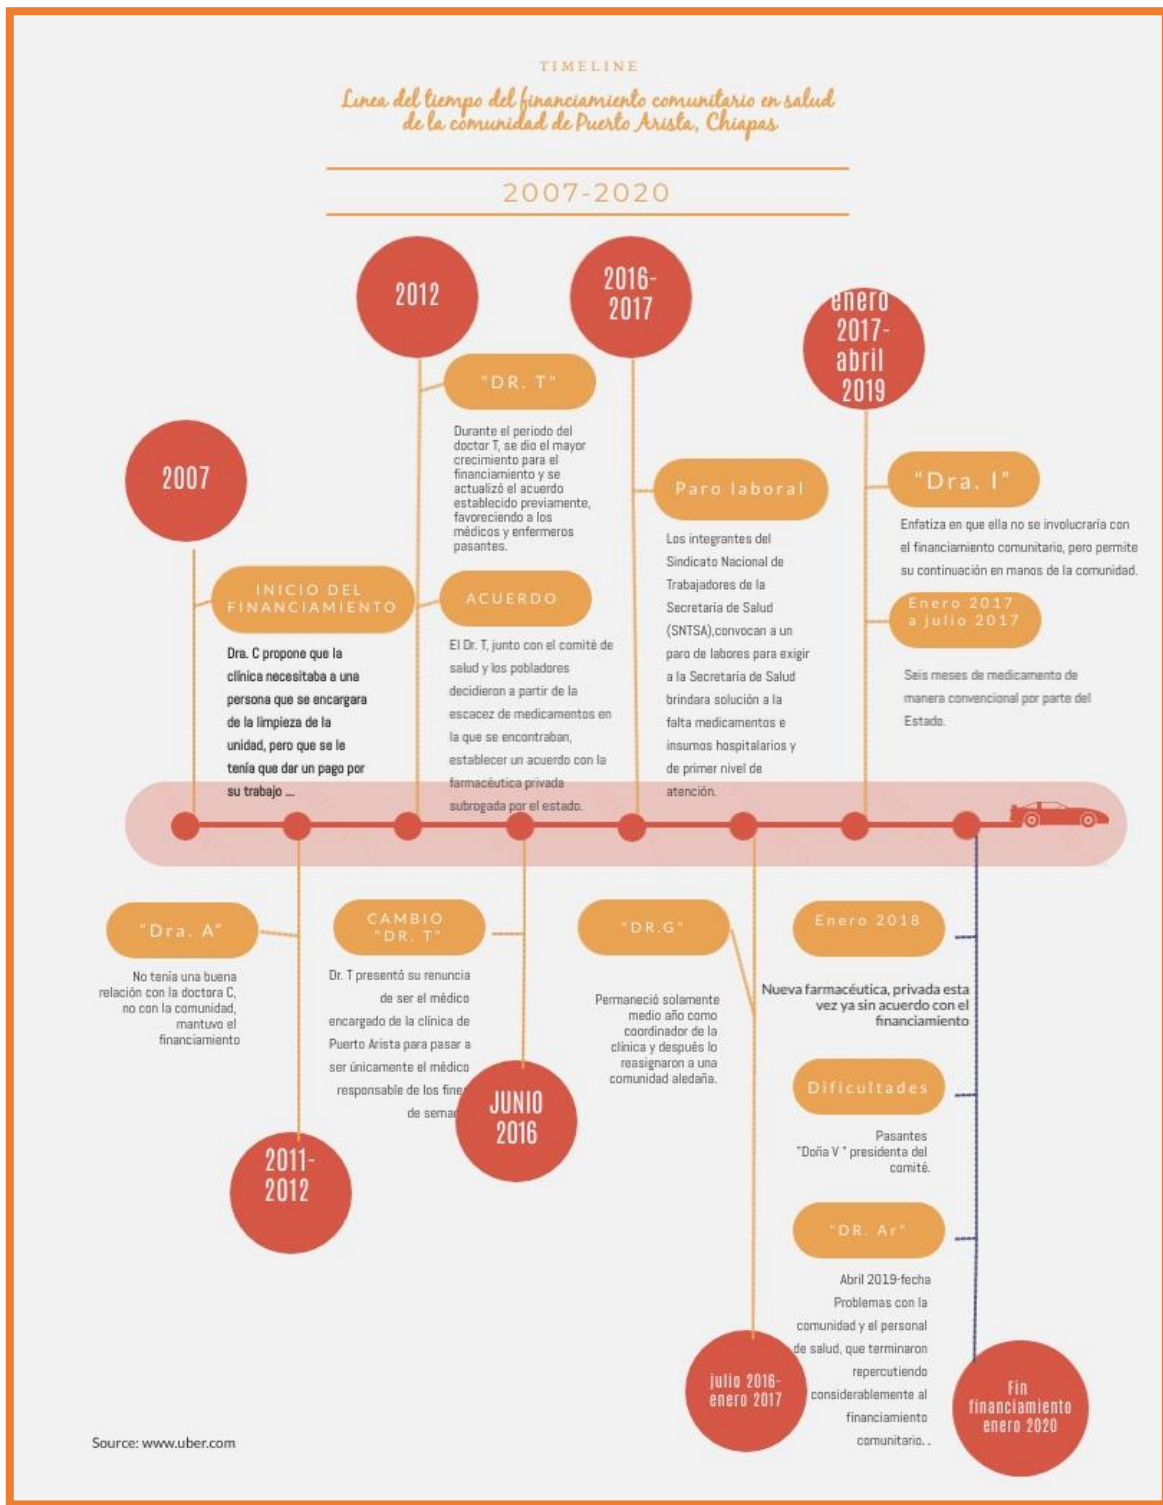 TIMELINE
Linea del tiempo del financiamiento comunitario en salud
de la comunidad de Puerto Arista, Chiapas
2007-2020
2007
INICIO DEL
FINANCIAMIENTO
Dra. C propone que la
clínica necesitaba a una
persona que se encargara
de la limpieza de la
unidad, pero que se le
tenía que dar un pago por
su trabajo ...
2012
"DR. T"
Durante el periodo del
doctor T, se dio el mayor
crecimiento para el
financiamiento y se
actualizó el acuerdo
establecido previamente,
favoreciendo a los
médicos y enfermeros
pasantes.
ACUERDO
El Dr. T, junto con el comité de
salud y los pobladores
decidieron a partir de la
escacez de medicamentos en
la que se encontraban,
establecer un acuerdo con la
farmacéutica privada
subrogada por el estado.
2016-
2017
Paro laboral
Los integrantes del
Sindicato Nacional de
Trabajadores de la
Secretaría de Salud
(SNTSA),convocan a un
paro de labores para exigir
a la Secretaría de Salud
brindara solución a la
falta medicamentos e
insumos hospitalarios y
de primer nivel de
atención.
enero
2017-
abril
2019
"Dra. I"
Enfatiza en que ella no se involucraría con
el financiamiento comunitario, pero permite
su continuación en manos de la comunidad.
Enero 2017
a julio 2017
Seis meses de medicamento de
manera convencional por parte del
Estado.
"Dra. A"
No tenía una buena
relación con la doctora C,
no con la comunidad,
mantuvo el
financiamiento
2011-
2012
CAMBIO
"DR. T"
Dr. T presentó su renuncia
de ser el médico
encargado de la clínica de
Puerto Arista para pasar a
ser únicamente el médico
responsable de los
de
JUNIO
2016
"DR.G"
Permaneció solamente
medio año como
coordinador de la
clínica y después lo
reasignaron a una
comunidad aledaña.
julio 2016-
enero 2017
Enero 2018
Nueva farmacéutica, privada esta
vez ya sin acuerdo con el
financiamiento
Dificultades
Pasantes
"Doña V " presidenta del
comité.
"DR. Ar"
Abril 2019-fecha
Problemas con la
comunidad y el personal
de salud, que terminaron
repercutiendo
considerablemente al
financiamiento
comunitario. .
Fin
financiamiento
enero 2020
Source: www.uber.com